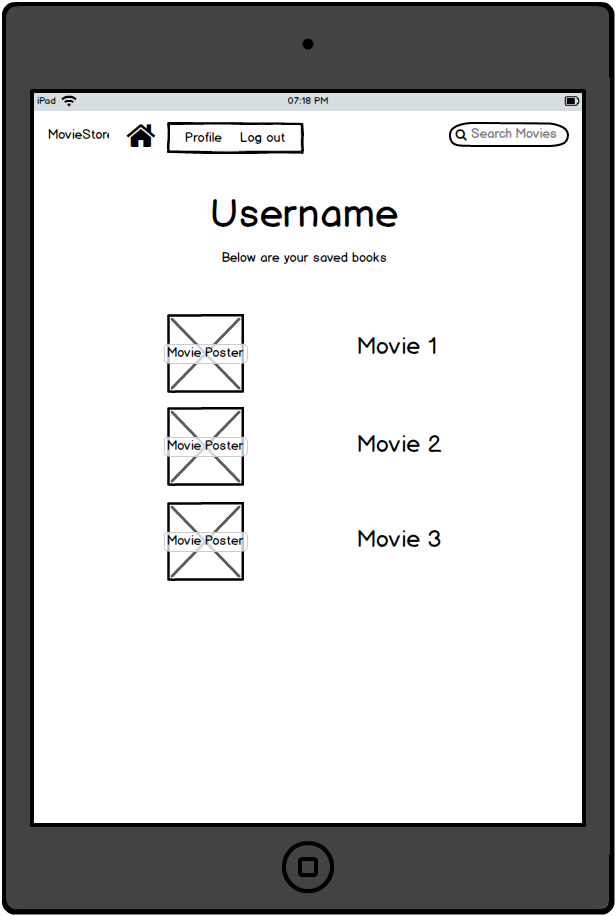 iPad 07:18 PM
MovieStore Profile Log out Search Movies
Username
Below are your saved books
Movie Poster Movie 1
Movie Poster Movie 2
Movie Poster Movie 3